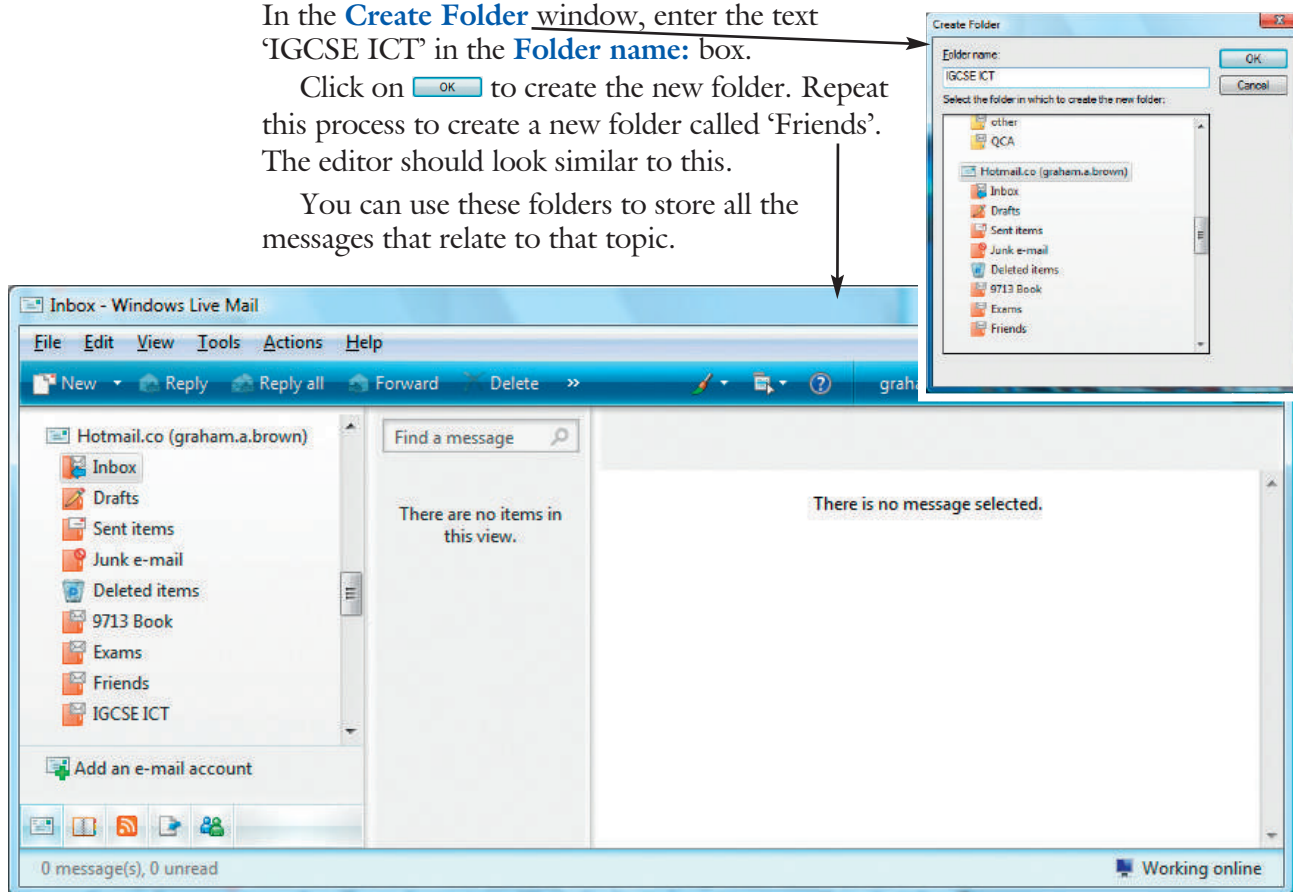 In the Create Folder window, enter the text
‘IGCSE ICT’ in the Folder name: box.
Click on OK to create the new folder. Repeat
this process to create a new folder called ‘Friends’.
The editor should look similar to this.
You can use these folders to store all the
messages that relate to that topic.
Create Folder
Folder name:
IGCSE ICT
OK
Cancel
Select the folder in which to create the new folder:
other
QCA
Hotmail.co (graham.a.brown)
Inbox
Drafts
Sent items
Junk e-mail
Deleted items
9713 Book
Exams
Friends
Inbox - Windows Live Mail
File Edit View Tools Actions Help
New Reply Reply all Forward Delete » grah
Hotmail.co (graham.a.brown)
Inbox
Drafts
Sent items
Junk e-mail
Deleted items
9713 Book
Exams
Friends
IGCSE ICT
Add an e-mail account
Find a message
There are no items in
this view.
There is no message selected.
0 message(s), 0 unread
Working online